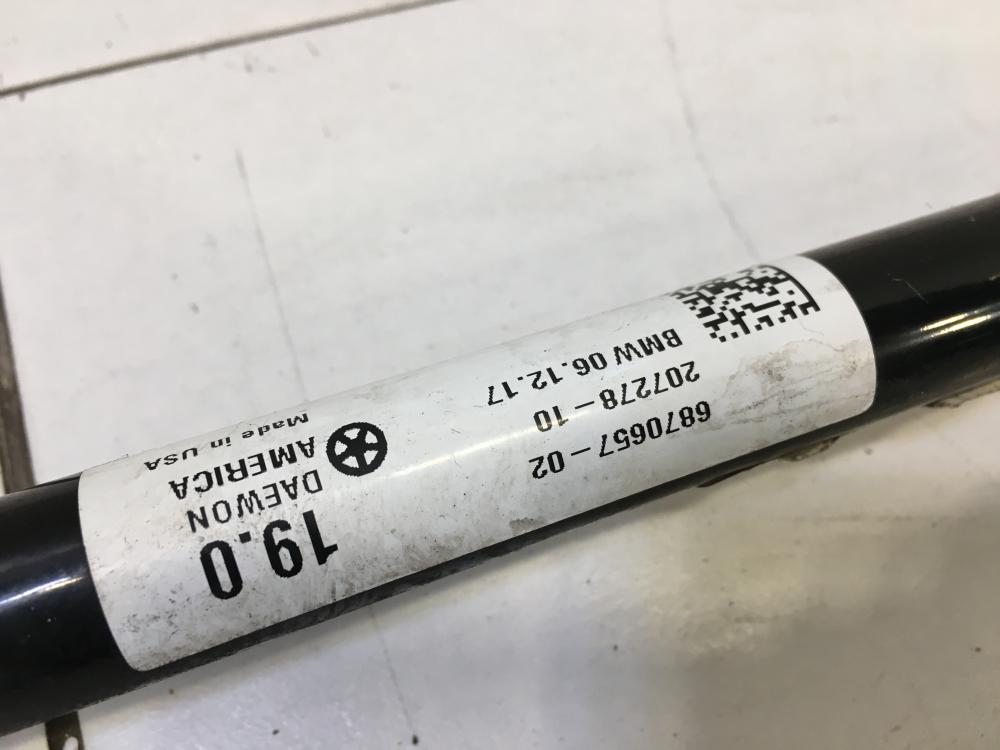 6870657-02
207278-10
BMW 06.12.17
19.0
DAEWON
AMERICA
Made in USA